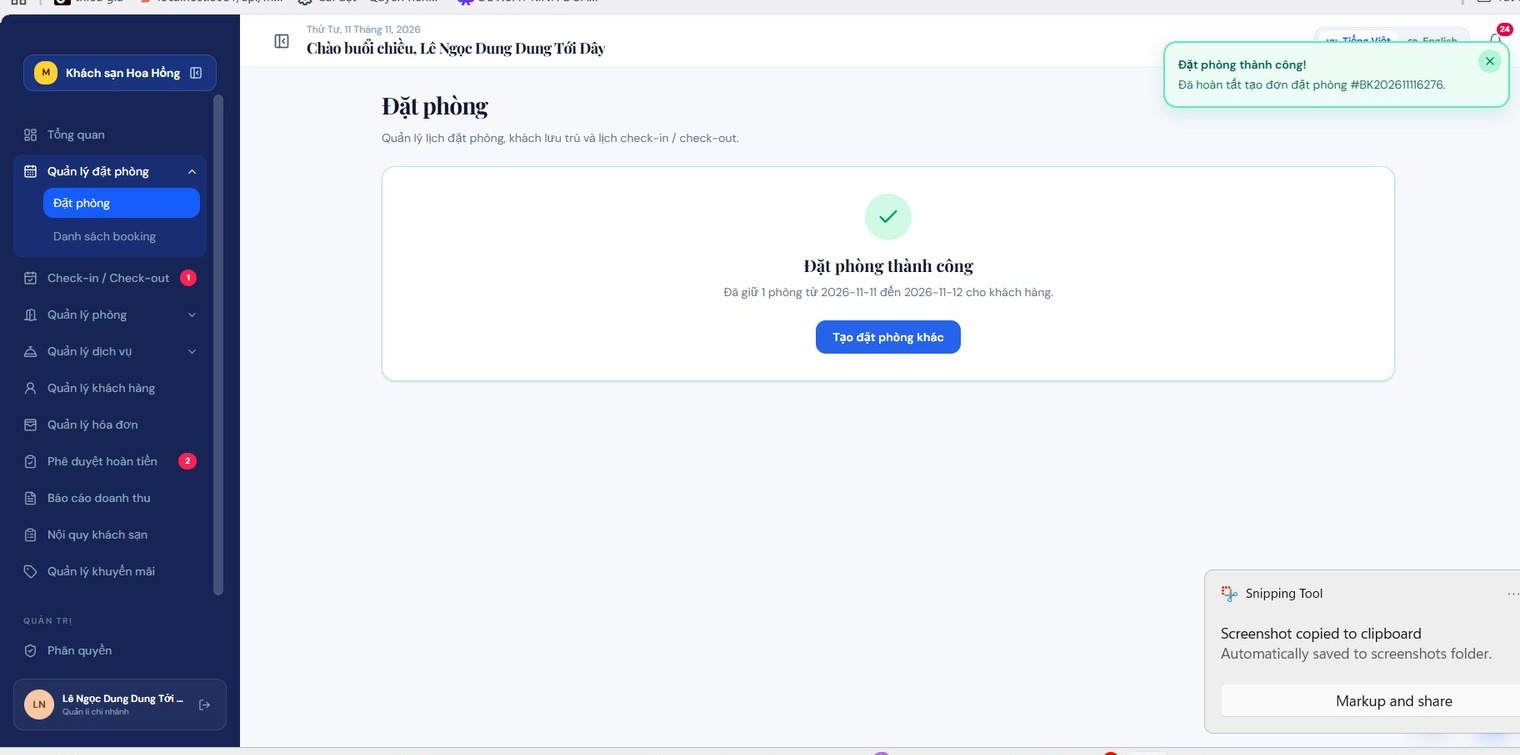 Thứ Tư, 11 Tháng 11, 2026
Chào buổi chiều, Lê Ngọc Dung Dung Tới Đây
Tiếng Việt
English
24
M
Khách sạn Hoa Hồng
Tổng quan
Quản lý đặt phòng
Đặt phòng
Danh sách booking
Check-in / Check-out 1
Quản lý phòng
Quản lý dịch vụ
Quản lý khách hàng
Quản lý hóa đơn
Phê duyệt hoàn tiền 2
Báo cáo doanh thu
Nội quy khách sạn
Quản lý khuyến mãi
QUẢN TRỊ
Phân quyền
LN
Lê Ngọc Dung Dung Tới ...
Quản lí chi nhánh
Đặt phòng
Quản lý lịch đặt phòng, khách lưu trú và lịch check-in / check-out.
Đặt phòng thành công!
Đã hoàn tất tạo đơn đặt phòng #BK202611116276.
Đặt phòng thành công
Đã giữ 1 phòng từ 2026-11-11 đến 2026-11-12 cho khách hàng.
Tạo đặt phòng khác
Snipping Tool
Screenshot copied to clipboard
Automatically saved to screenshots folder.
Markup and share